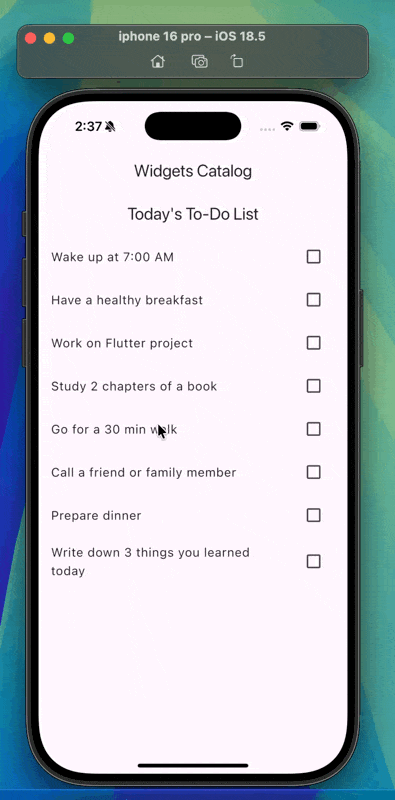 iphone 16 pro – iOS 18.5
2:37
Widgets Catalog
Today's To-Do List
Wake up at 7:00 AM
Have a healthy breakfast
Work on Flutter project
Study 2 chapters of a book
Go for a 30 min walk
Call a friend or family member
Prepare dinner
Write down 3 things you learned
today